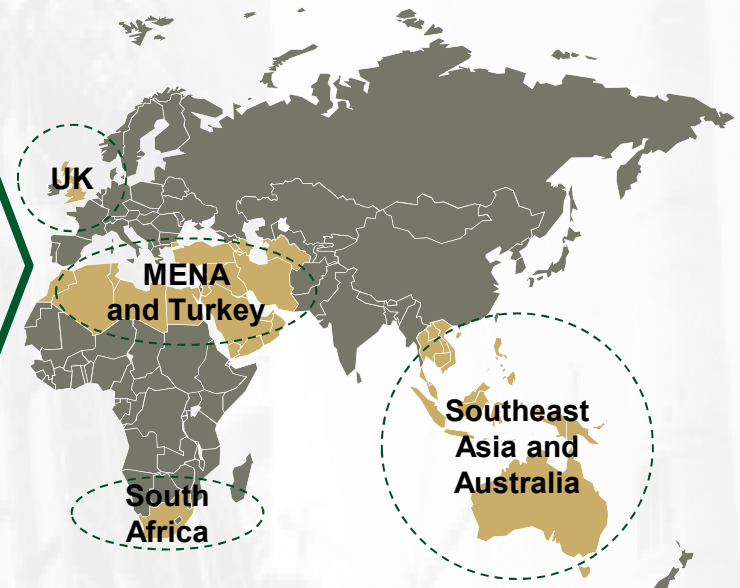 UK
MENA
and Turkey
Southeast
Asia and
Australia
South
Africa